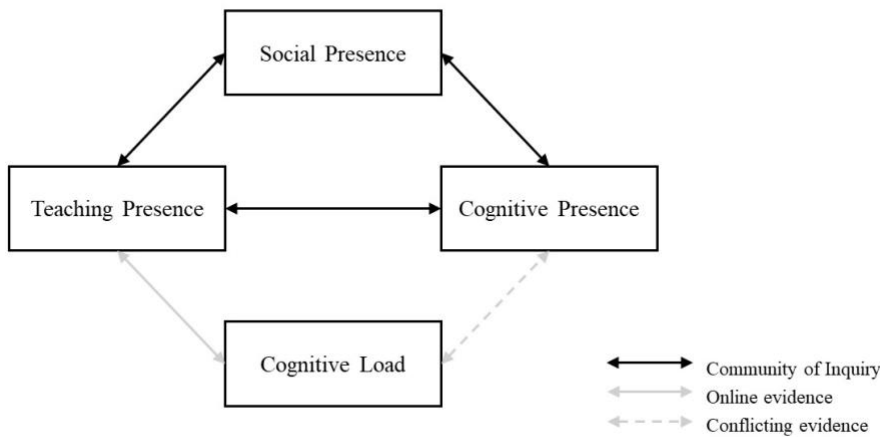 Social Presence
Teaching Presence
Cognitive Presence
Cognitive Load
Community of Inquiry
Online evidence
Conflicting evidence